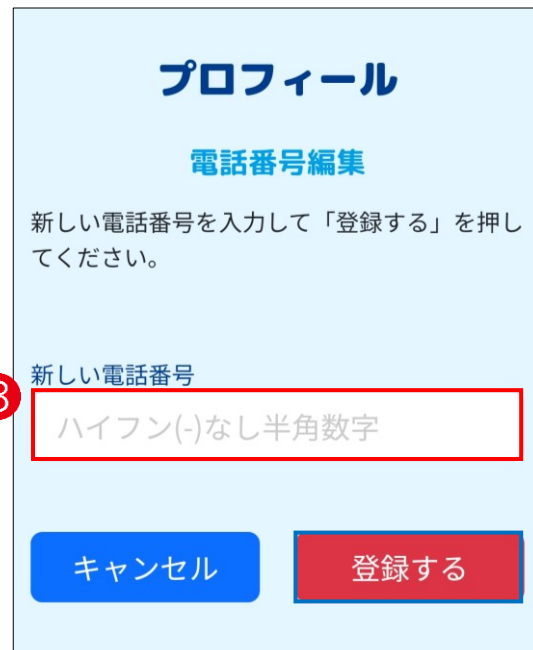 プロフィール
電話番号編集
新しい電話番号を入力して「登録する」を押し
てください。
新しい電話番号
ハイフン(-)なし半角数字
キャンセル
登録する